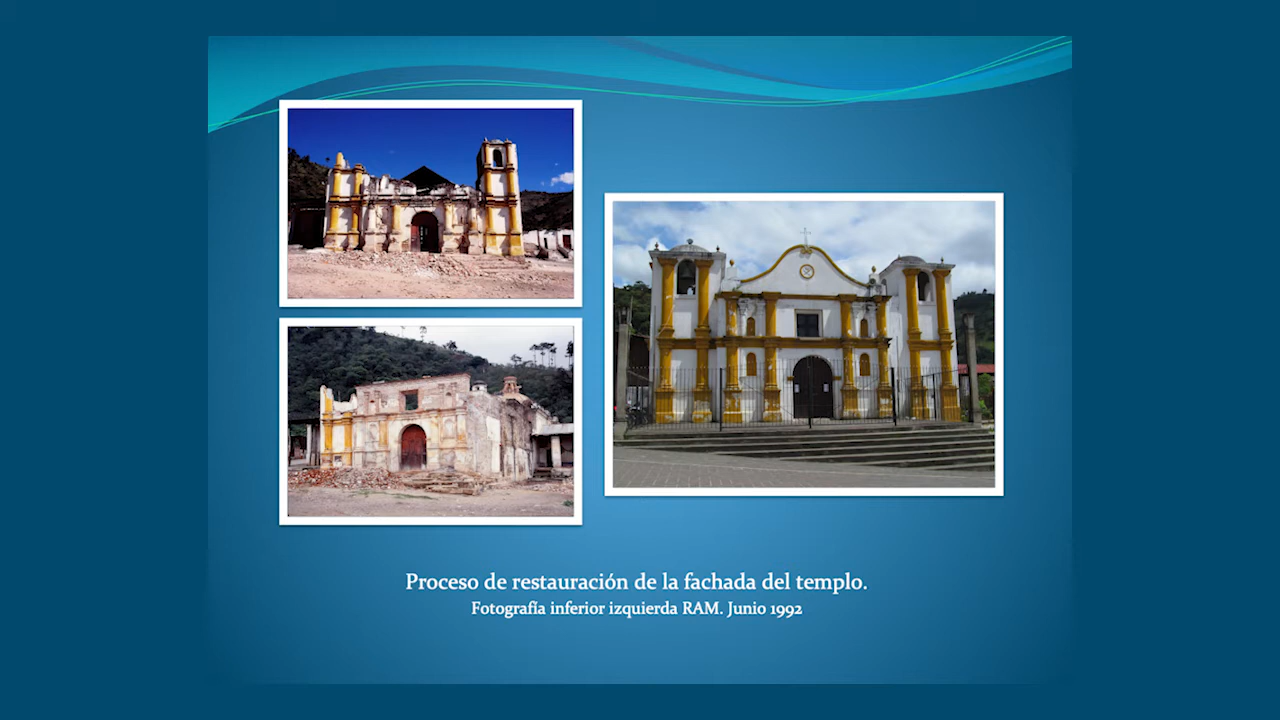 Proceso de restauración de la fachada del templo.
Fotografía inferior izquierda RAM. Junio 1992